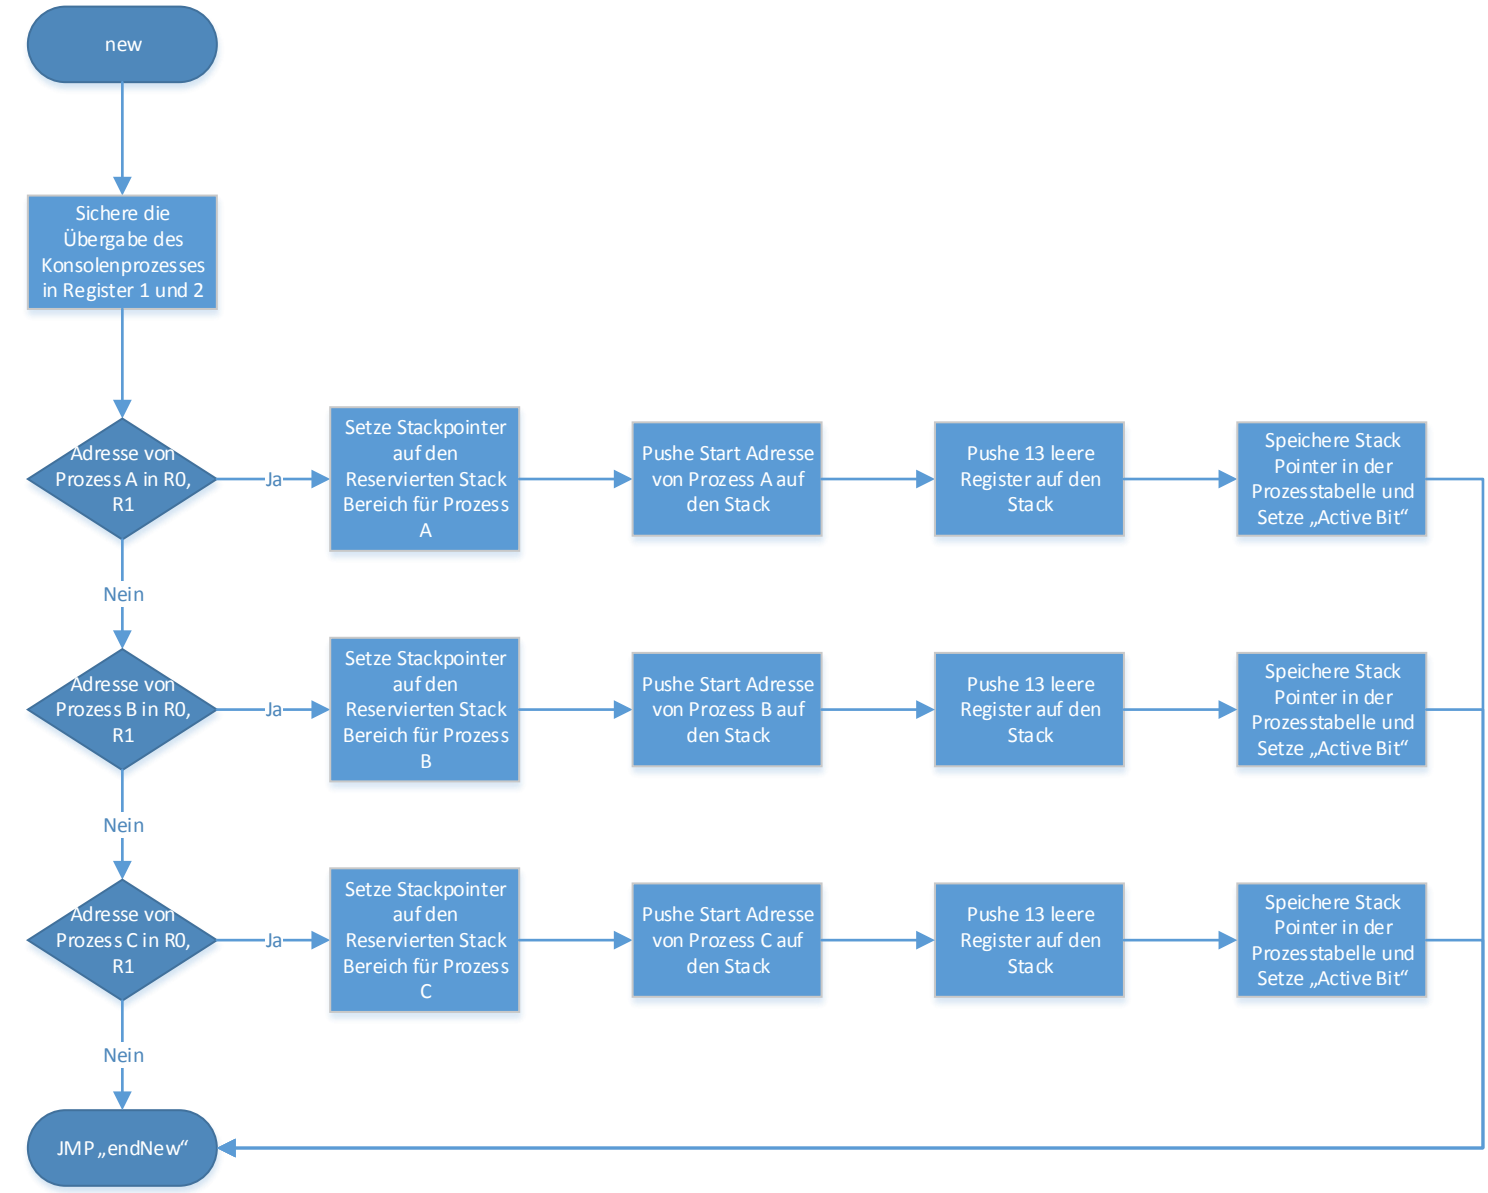 new
Sichere die
Übergabe des
Konsolenprozesses
in Register 1 und 2
Adresse von
Prozess A in R0,
R1
Ja
Setze Stackpointer
auf den
Reservierten Stack
Bereich für Prozess
A
Pushe Start Adresse
von Prozess A auf
den Stack
Pushe 13 leere
Register auf den
Stack
Speichere Stack
Pointer in der
Prozesstabelle und
Setze „Active Bit“
Nein
Adresse von
Prozess B in R0,
R1
Ja
Setze Stackpointer
auf den
Reservierten Stack
Bereich für Prozess
B
Pushe Start Adresse
von Prozess B auf
den Stack
Pushe 13 leere
Register auf den
Stack
Speichere Stack
Pointer in der
Prozesstabelle und
Setze „Active Bit“
Nein
Adresse von
Prozess C in R0,
R1
Ja
Setze Stackpointer
auf den
Reservierten Stack
Bereich für Prozess
C
Pushe Start Adresse
von Prozess C auf
den Stack
Pushe 13 leere
Register auf den
Stack
Speichere Stack
Pointer in der
Prozesstabelle und
Setze „Active Bit“
Nein
JMP „endNew“